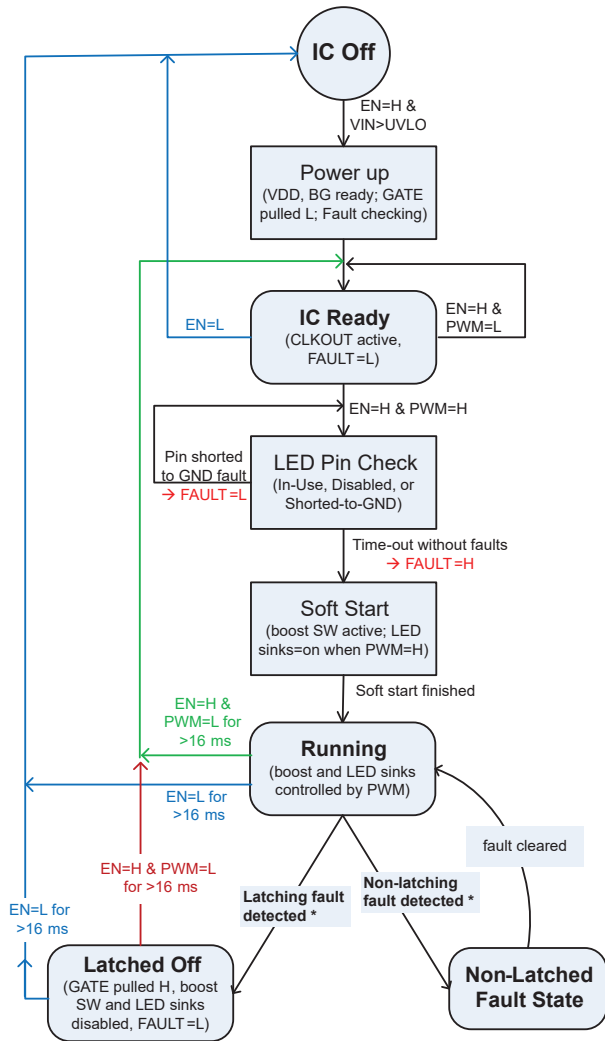 IC Off
EN=H &
VIN>UVLO
Power up
(VDD, BG ready; GATE
pulled L; Fault checking)
EN=L
IC Ready
(CLKOUT active,
FAULT=L)
EN=H &
PWM=L
EN=H & PWM=H
Pin shorted
to GND fault
→ FAULT=L
LED Pin Check
(In-Use, Disabled, or
Shorted-to-GND)
Time-out without faults
→ FAULT=H
Soft Start
(boost SW active; LED
sinks=on when PWM=H)
Soft start finished
EN=H &
PWM=L for
>16 ms
Running
(boost and LED sinks
controlled by PWM)
EN=L for
>16 ms
EN=H & PWM=L
for >16 ms
Latching fault
detected *
Non-latching
fault detected *
fault cleared
EN=L for
>16 ms
Latched Off
(GATE pulled H, boost
SW and LED sinks
disabled, FAULT=L)
Non-Latched
Fault State